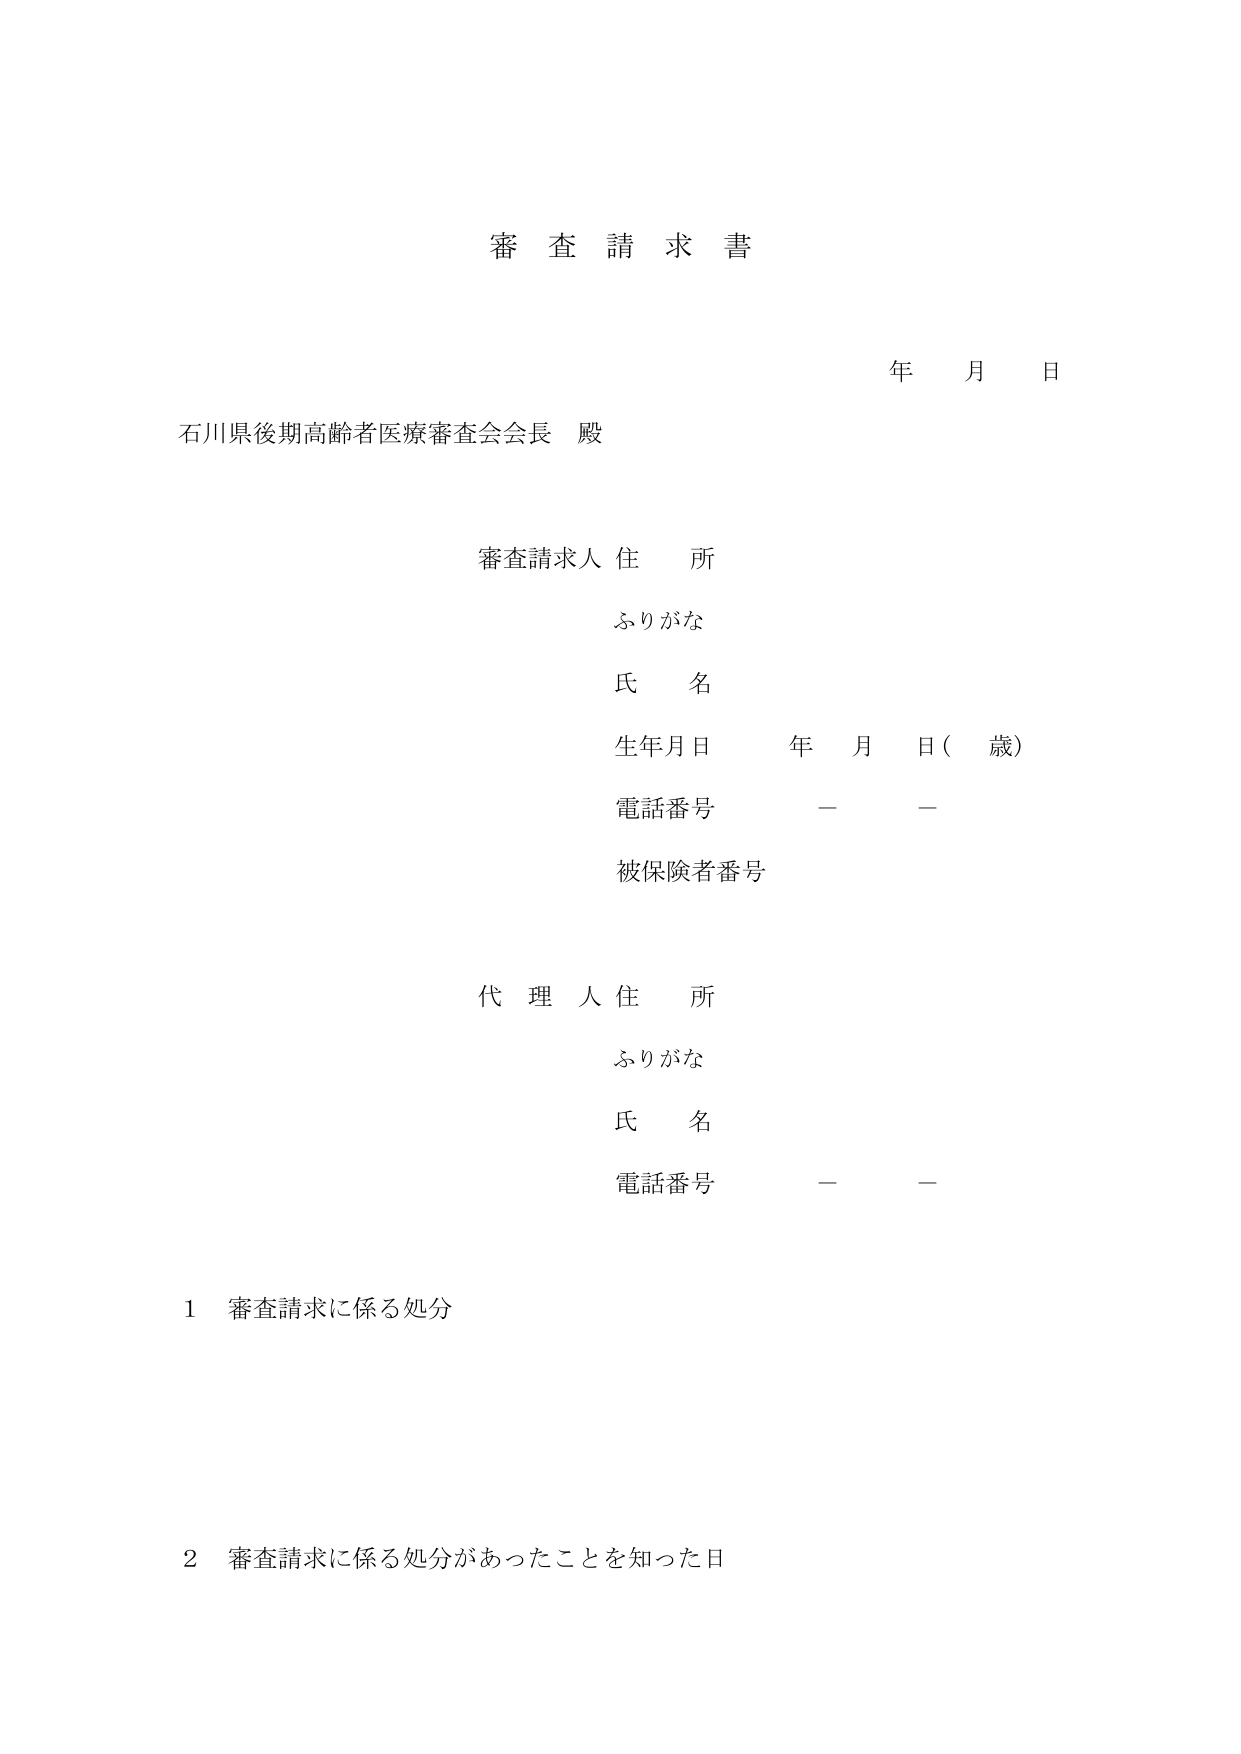 審　査　請　求　書
年　　月　　日
石川県後期高齢者医療審査会会長　殿
審査請求人 住　　所
ふりがな
氏　　名
生年月日　　　年　月　日(　歳)
電話番号　　　　－　　　－
被保険者番号
代　理　人 住　　所
ふりがな
氏　　名
電話番号　　　　－　　　－
１　審査請求に係る処分
２　審査請求に係る処分があったことを知った日